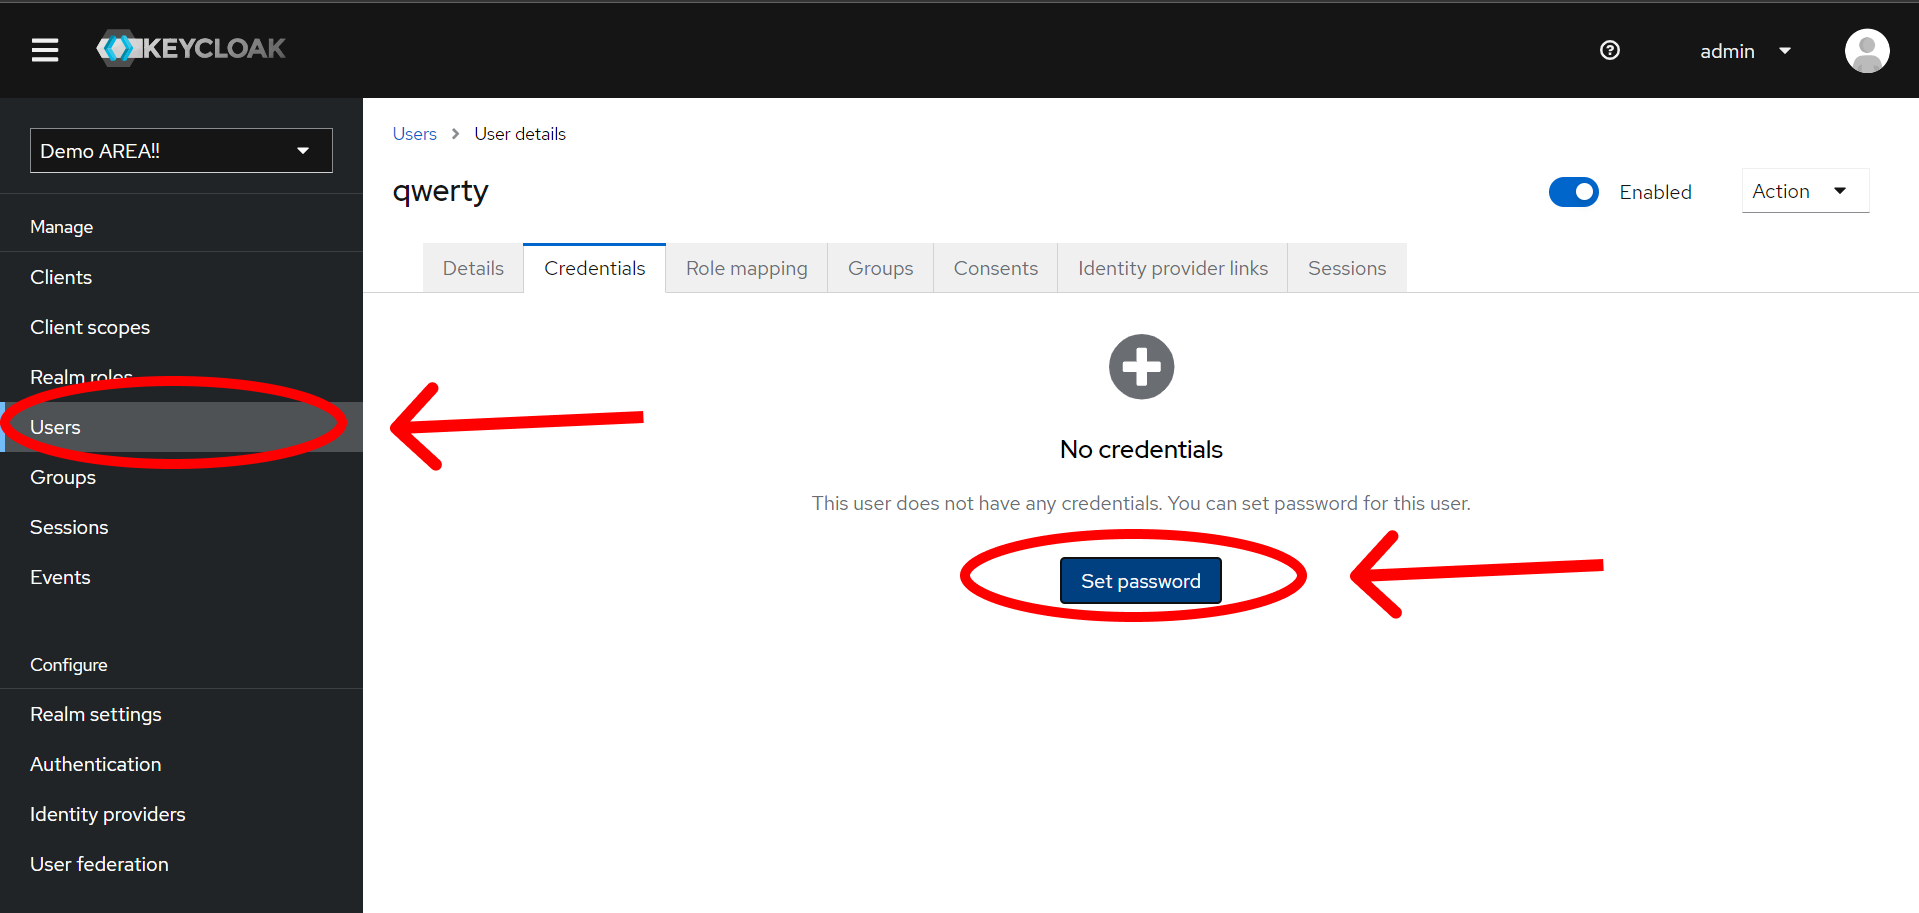 KEYCLOAK
admin
Demo AREA!!
Manage
Clients
Client scopes
Realm roles
Users
Groups
Sessions
Events
Configure
Realm settings
Authentication
Identity providers
User federation
Users > User details
qwerty
Enabled
Action
Details Credentials Role mapping Groups Consents Identity provider links Sessions
No credentials
This user does not have any credentials. You can set password for this user.
Set password